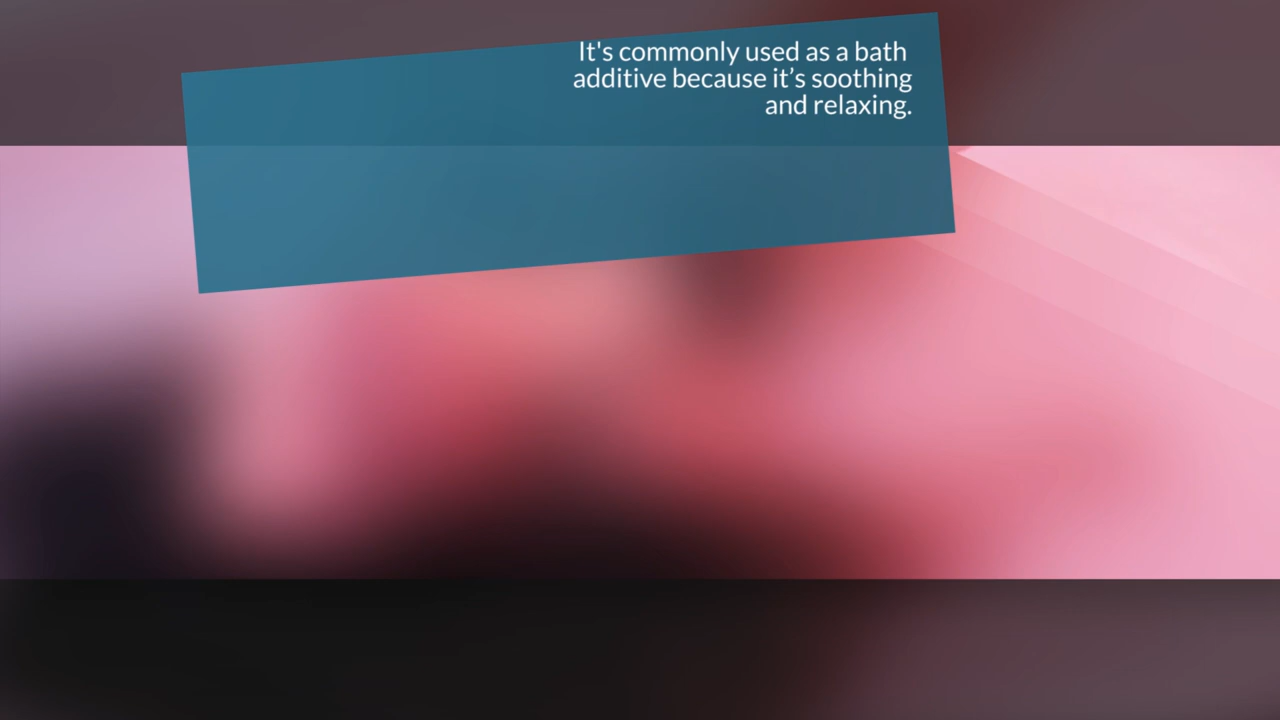 It's commonly used as a bath
additive because it’s soothing
and relaxing.